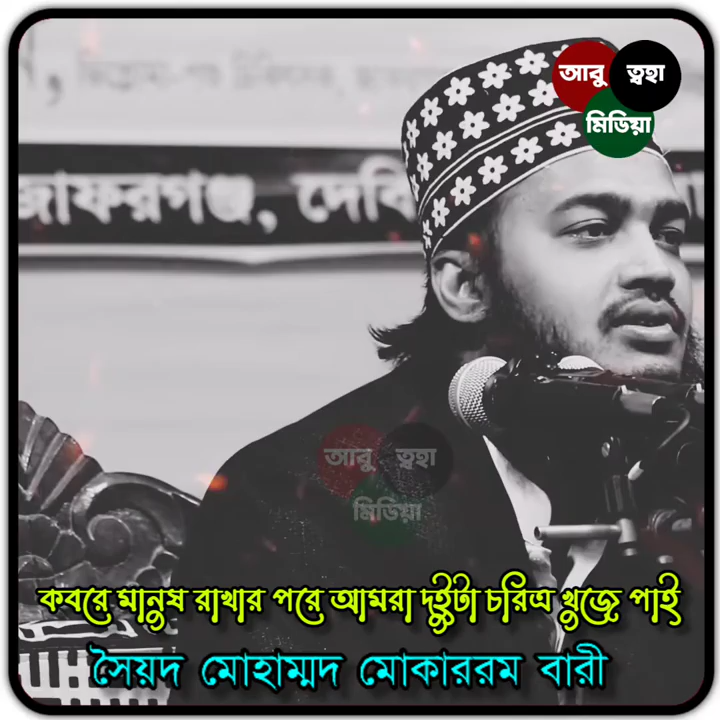 আবু ত্বহা
মিডিয়া
জাফরগঞ্জ, দেবি
আবু ত্বহা
মিডিয়া
কবরে মানুষ রাখার পরে আমরা দুইটা চরিত্র খুজে পাই
সৈয়দ মোহাম্মদ মোকাররম বারী